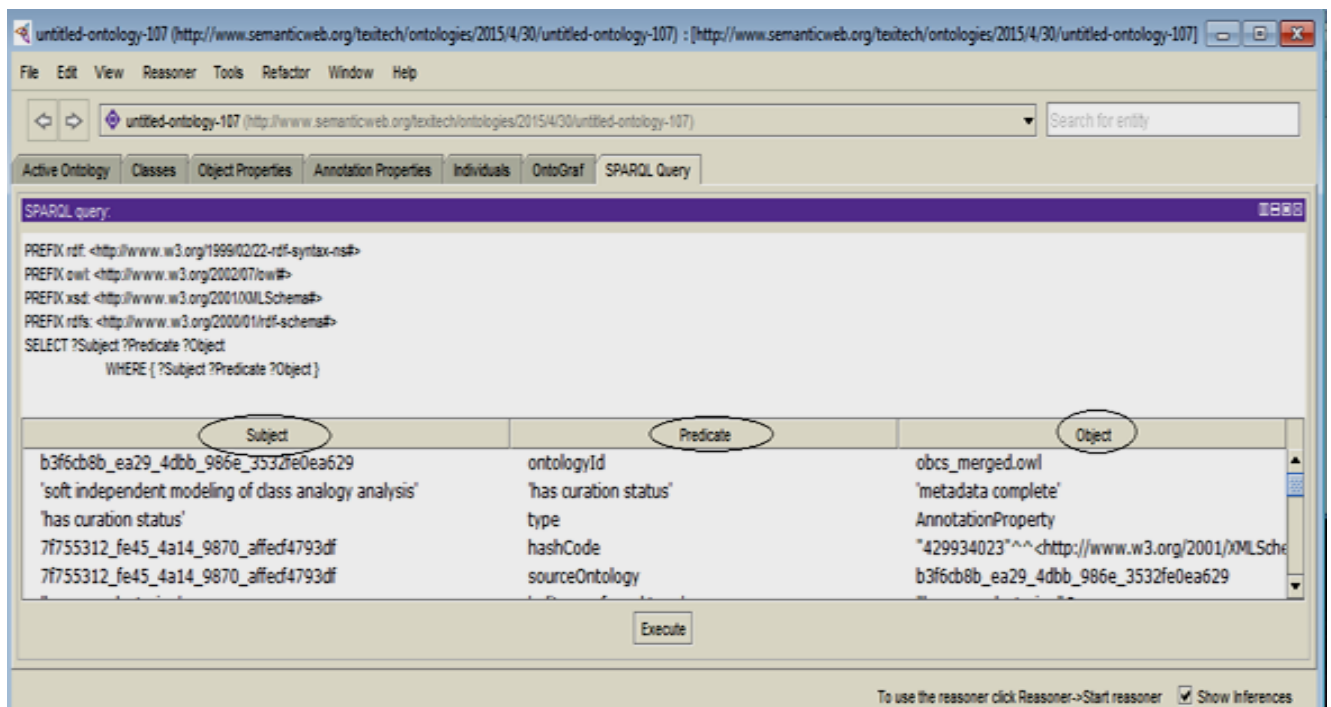 untitled-ontology-107 (http://www.semanticweb.org/texitech/ontologies/2015/4/30/untitled-ontology-107) : [http://www.semanticweb.org/texitech/ontologies/2015/4/30/untitled-ontology-107]
File Edit View Reasoner Tools Refactor Window Help
untitled-ontology-107 (http://www.semanticweb.org/texitech/ontologies/2015/4/30/untitled-ontology-107) Search for entity
Active Ontology Classes Object Properties Annotation Properties Individuals OntoGraf SPARQL Query
SPARQL query:
PREFIX rdf: <http://www.w3.org/1999/02/22-rdf-syntax-ns#>
PREFIX owl: <http://www.w3.org/2002/07/owl#>
PREFIX xsd: <http://www.w3.org/2001/XMLSchema#>
PREFIX rdfs: <http://www.w3.org/2000/01/rdf-schema#>
SELECT ?Subject ?Predicate ?Object
WHERE { ?Subject ?Predicate ?Object }
Subject Predicate Object
b3f6cb8b_ea29_4dbb_986e_3532fe0ea629 ontologyId obcs_merged.owl
'soft independent modeling of class analogy analysis' 'has curation status' 'metadata complete'
'has curation status' type AnnotationProperty
7f755312_fe45_4a14_9870_affecf4793df hashCode "429934023"^^<http://www.w3.org/2001/XMLSche
7f755312_fe45_4a14_9870_affecf4793df sourceOntology b3f6cb8b_ea29_4dbb_986e_3532fe0ea629
Execute
To use the reasoner click Reasoner->Start reasoner Show Inferences